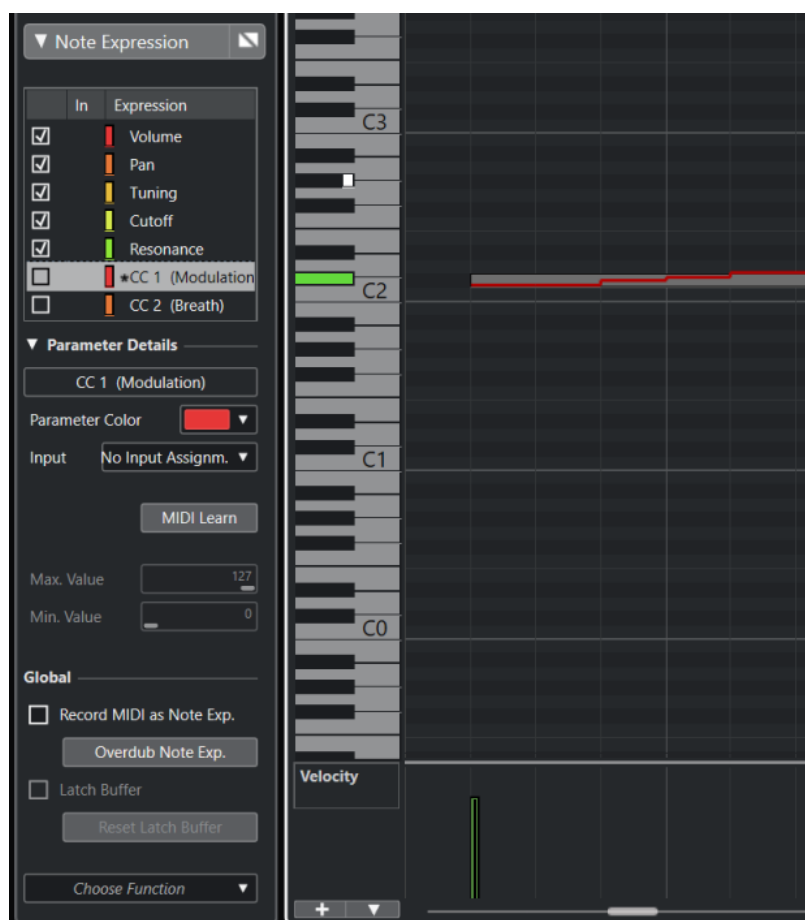 Note Expression
In Expression
Volume
Pan
Tuning
Cutoff
Resonance
*CC 1 (Modulation
CC 2 (Breath)
Parameter Details
CC 1 (Modulation)
Parameter Color
Input No Input Assignm.
MIDI Learn
Max. Value 127
Min. Value 0
Global
Record MIDI as Note Exp.
Overdub Note Exp.
Latch Buffer
Reset Latch Buffer
Choose Function
C3
C2
C1
C0
Velocity